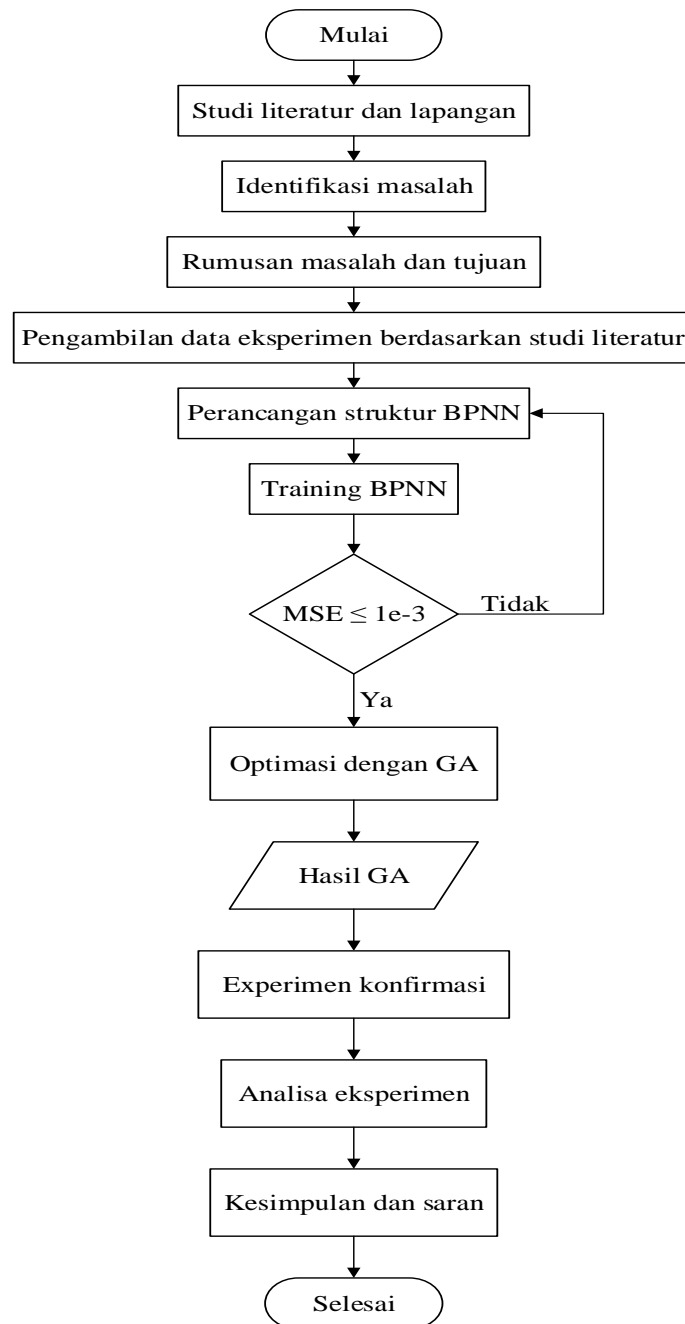 Mulai
Studi literatur dan lapangan
Identifikasi masalah
Rumusan masalah dan tujuan
Pengambilan data eksperimen berdasarkan studi literatur
Perancangan struktur BPNN
Training BPNN
MSE ≤ 1e-3
Tidak
Ya
Optimasi dengan GA
Hasil GA
Experimen konfirmasi
Analisa eksperimen
Kesimpulan dan saran
Selesai